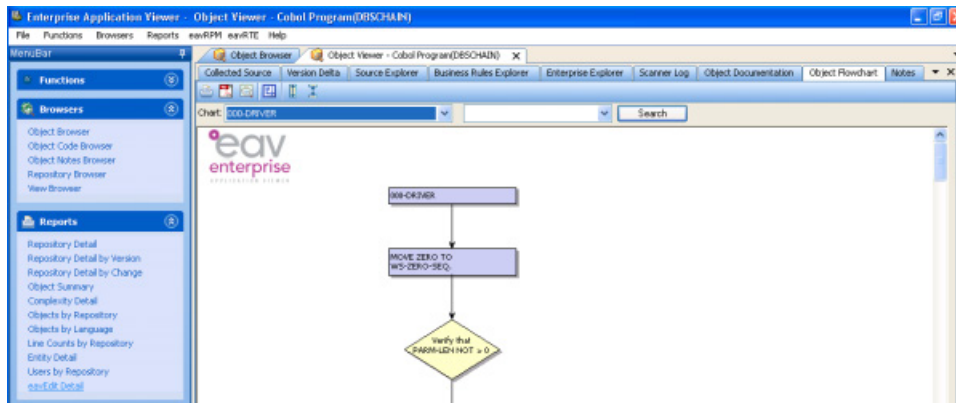 Enterprise Application Viewer - Object Viewer - Cobol Program(DBSCHAIN)
File Functions Browsers Reports eavRPM eavRTE Help
MenuBar
Object Browser Object Viewer - Cobol Program(DBSCHAIN) X
Collected Source Version Delta Source Explorer Business Rules Explorer Enterprise Explorer Scanner Log Object Documentation Object Flowchart Notes
Chart: 000-DRIVER Search
Functions
Browsers
Object Browser
Object Code Browser
Object Notes Browser
Repository Browser
View Browser
Reports
Repository Detail
Repository Detail by Version
Repository Detail by Change
Object Summary
Complexity Detail
Objects by Repository
Objects by Language
Line Counts by Repository
Entity Detail
Users by Repository
eavEdit Detail
eav
enterprise
APPLICATION VIEWER
000-DRIVER
MOVE ZERO TO
WS-ZERO-SEQ.
Verify that
PARM-LEN NOT > 0